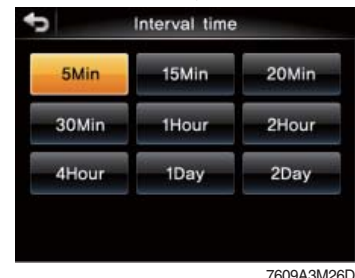 Interval time
5Min 15Min 20Min
30Min 1Hour 2Hour
4Hour 1Day 2Day
7609A3M26D